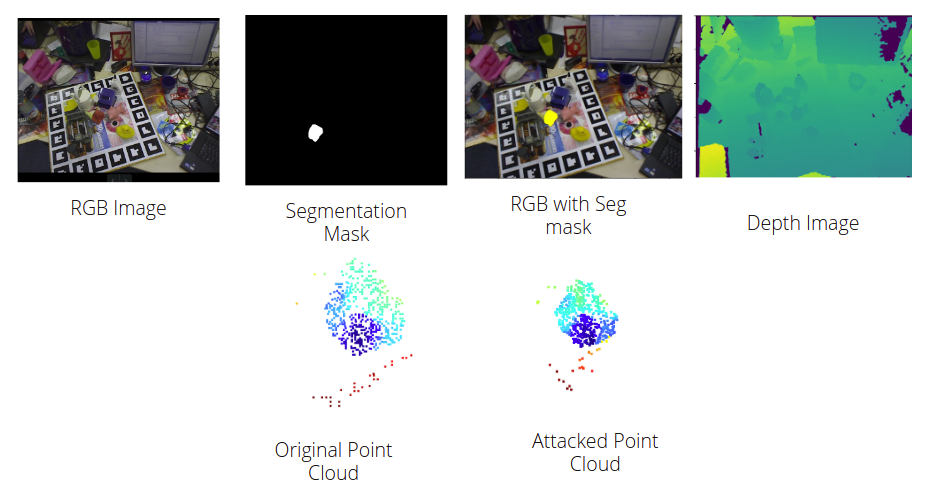 RGB Image
Segmentation
Mask
RGB with Seg
mask
Depth Image
Original Point
Cloud
Attacked Point
Cloud